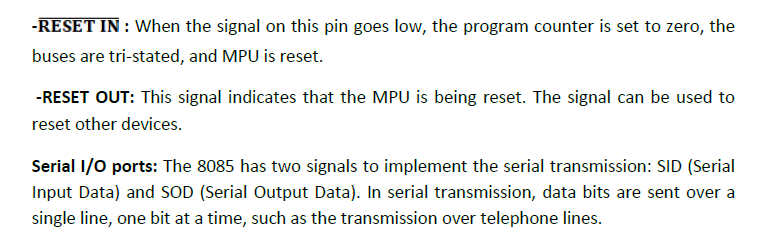 -RESET IN : When the signal on this pin goes low, the program counter is set to zero, the
buses are tri-stated, and MPU is reset.
-RESET OUT: This signal indicates that the MPU is being reset. The signal can be used to
reset other devices.
Serial I/O ports: The 8085 has two signals to implement the serial transmission: SID (Serial
Input Data) and SOD (Serial Output Data). In serial transmission, data bits are sent over a
single line, one bit at a time, such as the transmission over telephone lines.